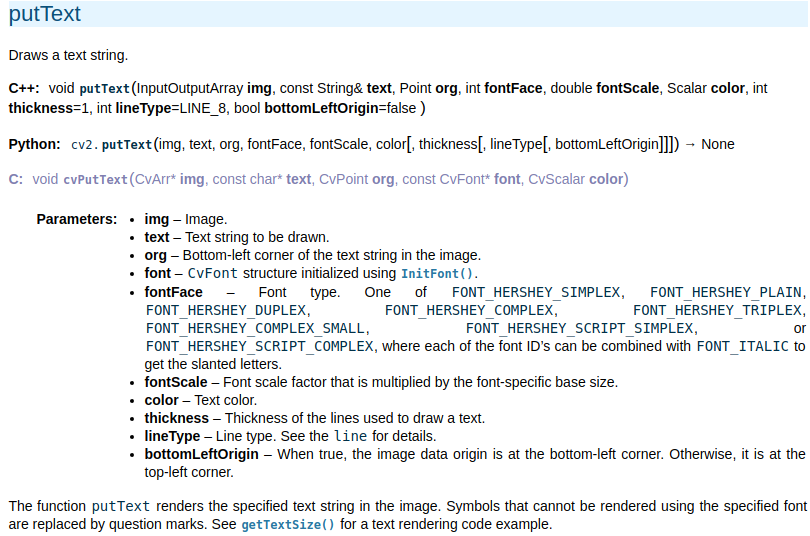 putText
Draws a text string.
C++: void putText(InputOutputArray img, const String& text, Point org, int fontFace, double fontScale, Scalar color, int
thickness=1, int lineType=LINE_8, bool bottomLeftOrigin=false )
Python: cv2.putText(img, text, org, fontFace, fontScale, color[, thickness[, lineType[, bottomLeftOrigin]]]) → None
C: void cvPutText(CvArr* img, const char* text, CvPoint org, const CvFont* font, CvScalar color)
Parameters: • img – Image.
• text – Text string to be drawn.
• org – Bottom-left corner of the text string in the image.
• font – CvFont structure initialized using InitFont().
• fontFace – Font type. One of FONT_HERSHEY_SIMPLEX, FONT_HERSHEY_PLAIN,
FONT_HERSHEY_DUPLEX, FONT_HERSHEY_COMPLEX, FONT_HERSHEY_TRIPLEX,
FONT_HERSHEY_COMPLEX_SMALL, FONT_HERSHEY_SCRIPT_SIMPLEX, or
FONT_HERSHEY_SCRIPT_COMPLEX, where each of the font ID’s can be combined with FONT_ITALIC to
get the slanted letters.
• fontScale – Font scale factor that is multiplied by the font-specific base size.
• color – Text color.
• thickness – Thickness of the lines used to draw a text.
• lineType – Line type. See the line for details.
• bottomLeftOrigin – When true, the image data origin is at the bottom-left corner. Otherwise, it is at the
top-left corner.
The function putText renders the specified text string in the image. Symbols that cannot be rendered using the specified font
are replaced by question marks. See getTextSize() for a text rendering code example.